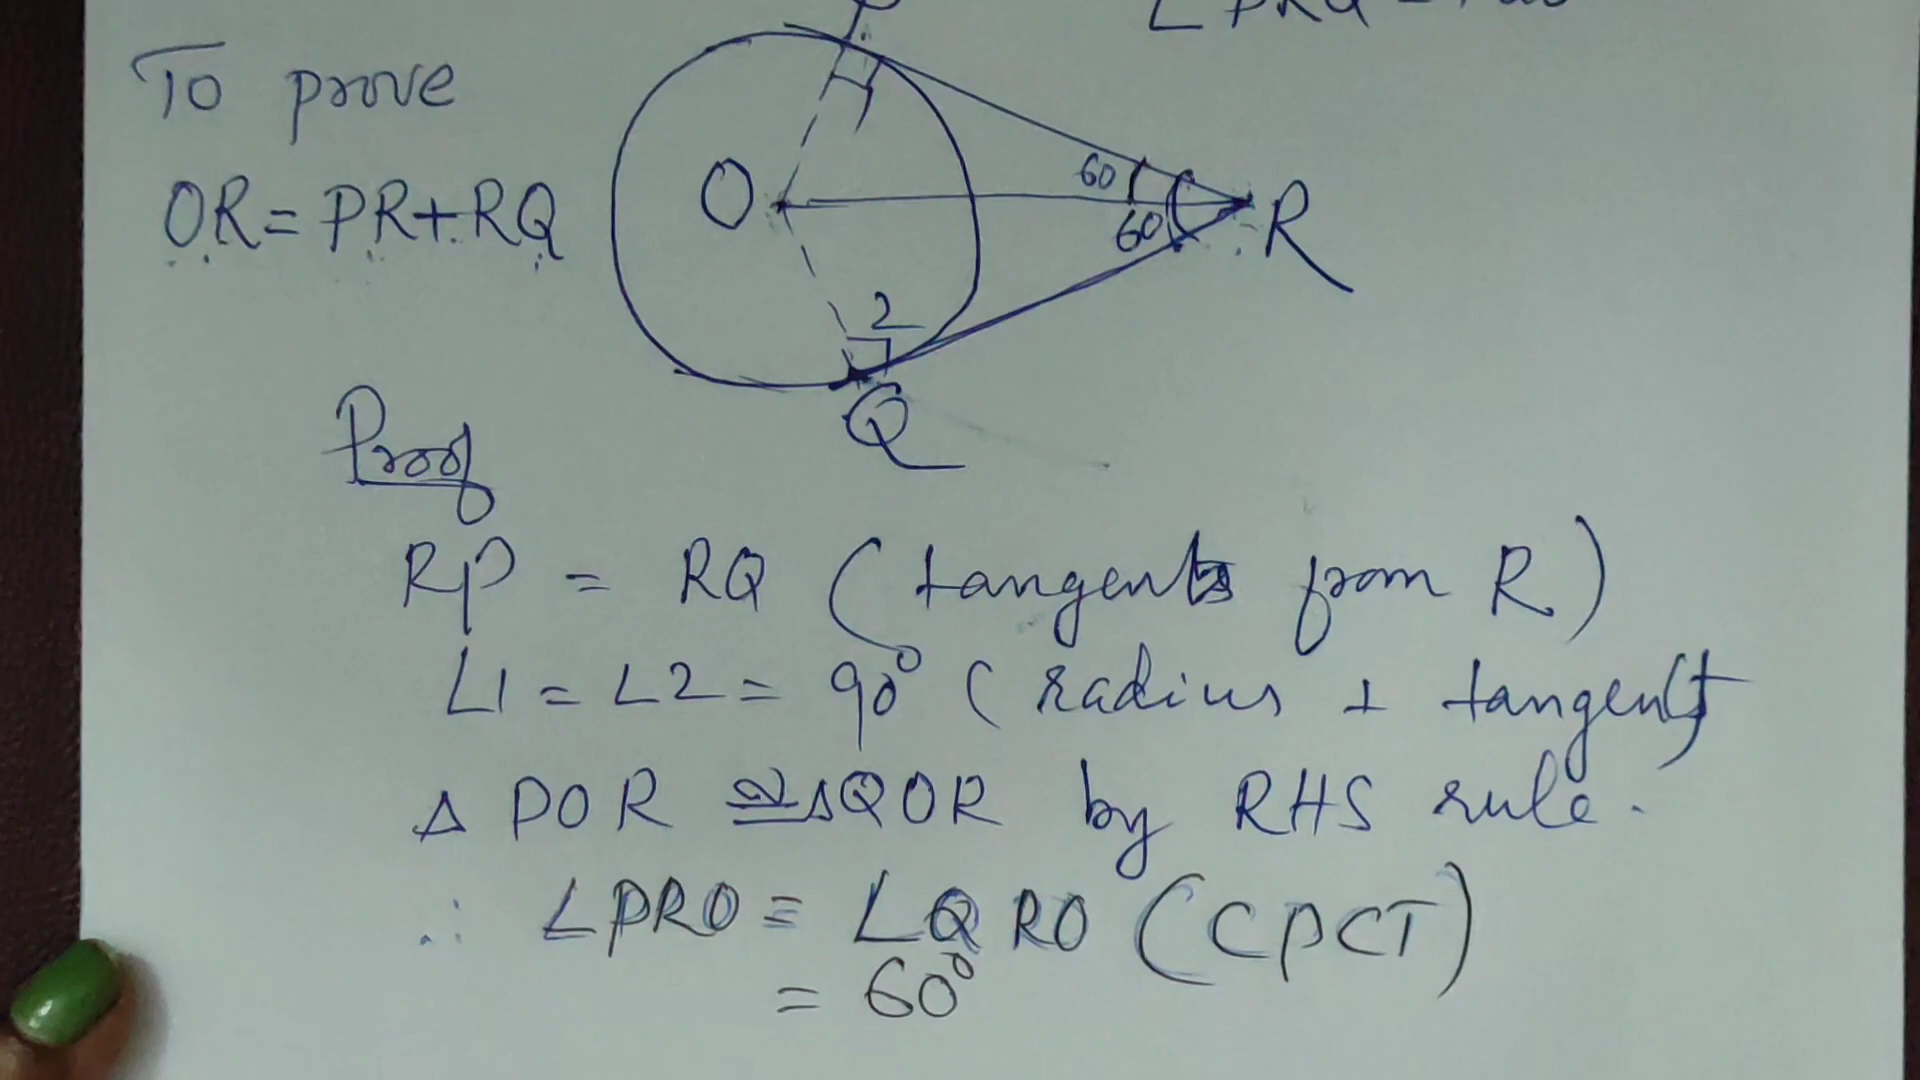 To prove
OR = PR + RQ
O
60
60
R
2
Q
Proof
RP = RQ (tangents from R)
∠1 = ∠2 = 90° (radius ⊥ tangent)
Δ POR ≅ ΔQOR by RHS rule.
∴ ∠PRO = ∠QRO (CPCT)
= 60°